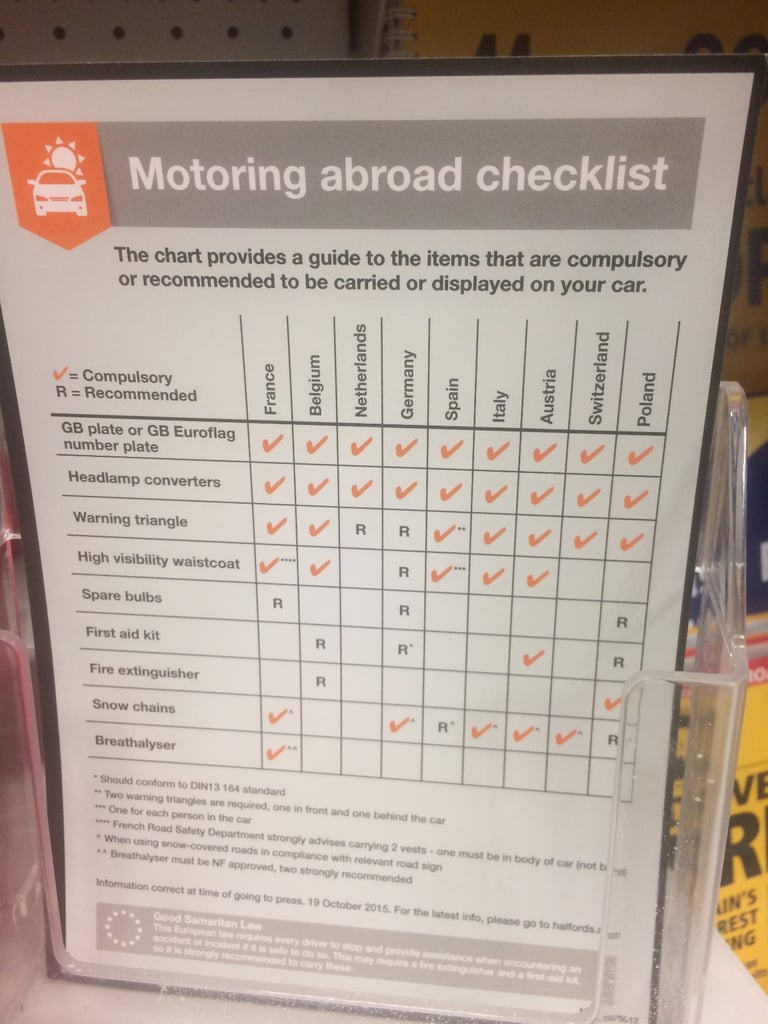 Motoring abroad checklist
The chart provides a guide to the items that are compulsory
or recommended to be carried or displayed on your car.
✓ = Compulsory
R = Recommended
France Belgium Netherlands Germany Spain Italy Austria Switzerland Poland
GB plate or GB Euroflag
number plate ✓ ✓ ✓ ✓ ✓ ✓ ✓ ✓ ✓
Headlamp converters ✓ ✓ ✓ ✓ ✓ ✓ ✓ ✓ ✓
Warning triangle ✓ ✓ R R ✓** ✓ ✓ ✓ ✓
High visibility waistcoat ✓**** ✓ R ✓*** ✓ ✓
Spare bulbs R R R
First aid kit R R* ✓ R
Fire extinguisher R ✓
Snow chains ✓^ ✓^ R^ ✓^ ✓^ ✓^ R
Breathalyser ✓^^
* Should conform to DIN13 164 standard
** Two warning triangles are required, one in front and one behind the car
*** One for each person in the car
**** French Road Safety Department strongly advises carrying 2 vests - one must be in body of car (not b
^ When using snow-covered roads in compliance with relevant road sign
^^ Breathalyser must be NF approved, two strongly recommended
Information correct at time of going to press. 19 October 2015. For the latest info, please go to halfords.
Good Samaritan Law
This European law requires every driver to stop and provide assistance when encountering an
accident or incident if it is safe to do so. This may require a fire extinguisher and a first-aid kit,
so it is strongly recommended to carry these.